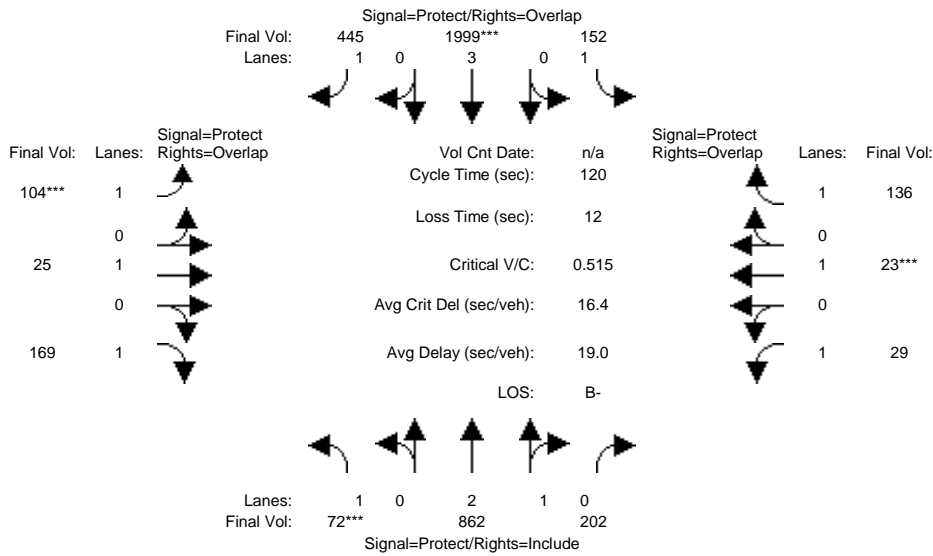 Signal=Protect/Rights=Overlap
Final Vol: 445 1999*** 152
Lanes: 1 0 3 0 1
Signal=Protect Signal=Protect
Final Vol: Lanes: Rights=Overlap Vol Cnt Date: n/a Rights=Overlap Lanes: Final Vol:
Cycle Time (sec): 120
104*** 1 1 136
Loss Time (sec): 12
0 0
25 1 Critical V/C: 0.515 1 23***
0 Avg Crit Del (sec/veh): 16.4 0
169 1 Avg Delay (sec/veh): 19.0 1 29
LOS: B-
Lanes: 1 0 2 1 0
Final Vol: 72*** 862 202
Signal=Protect/Rights=Include